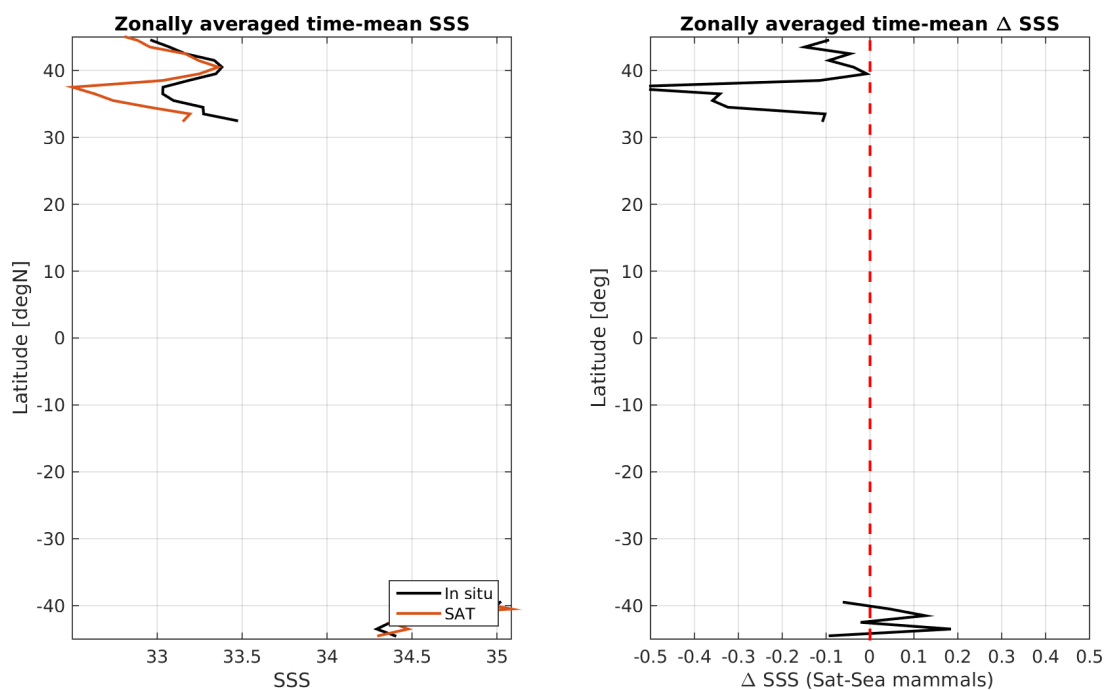 Zonally averaged time-mean SSS
40
30
20
10
0
-10
-20
-30
-40
Latitude [degN]
In situ
SAT
33
33.5
34
34.5
35
SSS
Zonally averaged time-mean Δ SSS
40
30
20
10
0
-10
-20
-30
-40
Latitude [deg]
-0.5 -0.4 -0.3 -0.2 -0.1 0 0.1 0.2 0.3 0.4 0.5
Δ SSS (Sat-Sea mammals)